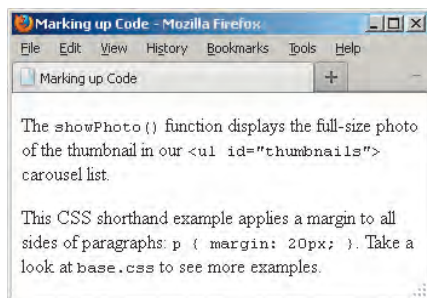 Marking up Code - Mozilla Firefox
File Edit View History Bookmarks Tools Help
Marking up Code +
The showPhoto() function displays the full-size photo
of the thumbnail in our <ul id="thumbnails">
carousel list.
This CSS shorthand example applies a margin to all
sides of paragraphs: p { margin: 20px; }. Take a
look at base.css to see more examples.